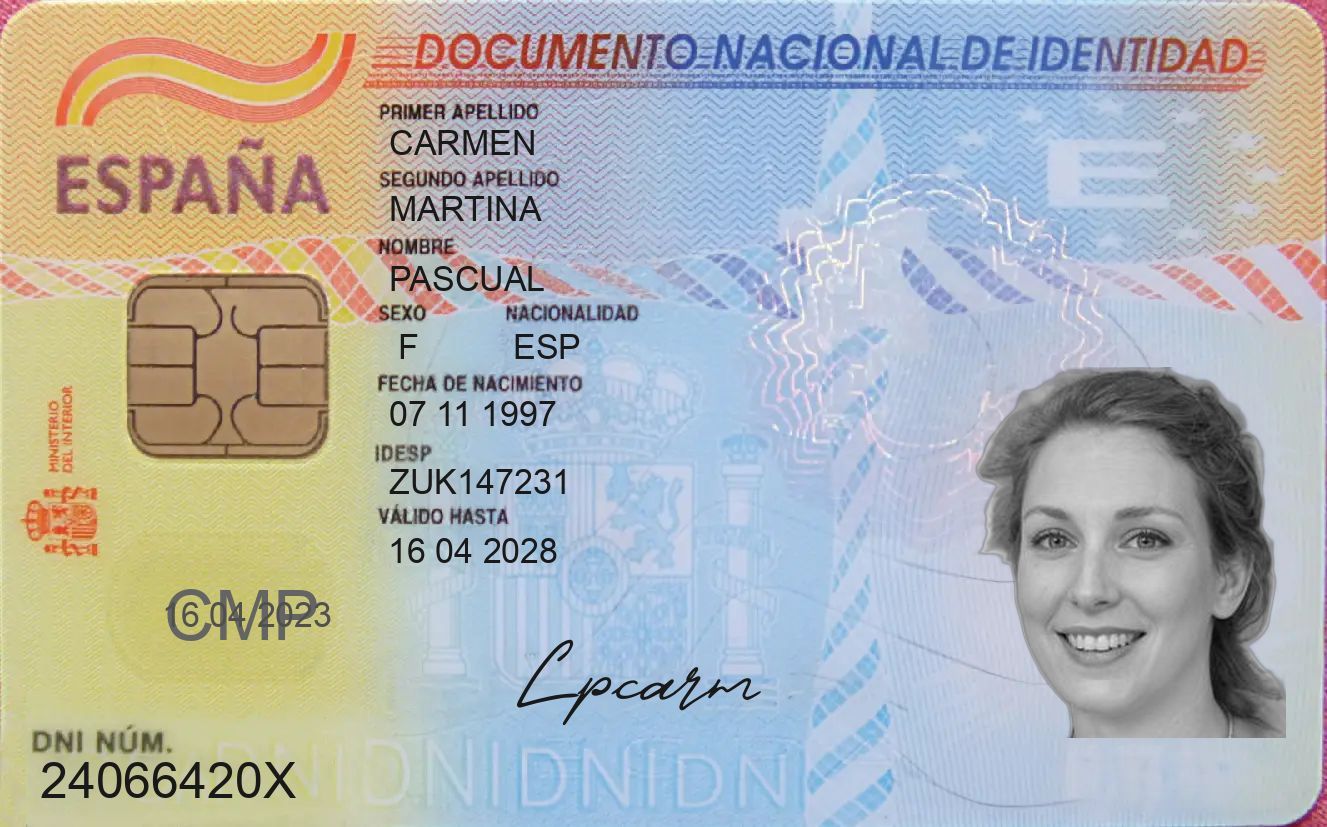 DOCUMENTO NACIONAL DE IDENTIDAD
ESPAÑA
PRIMER APELLIDO
CARMEN
SEGUNDO APELLIDO
MARTINA
NOMBRE
PASCUAL
SEXO NACIONALIDAD
F ESP
FECHA DE NACIMIENTO
07 11 1997
IDESP
ZUK147231
VÁLIDO HASTA
16 04 2028
MINISTERIO
DEL INTERIOR
E
CMP
16 04 2023
Lpcarm
DNI NÚM.
24066420X
DNIDNIDNIDNI